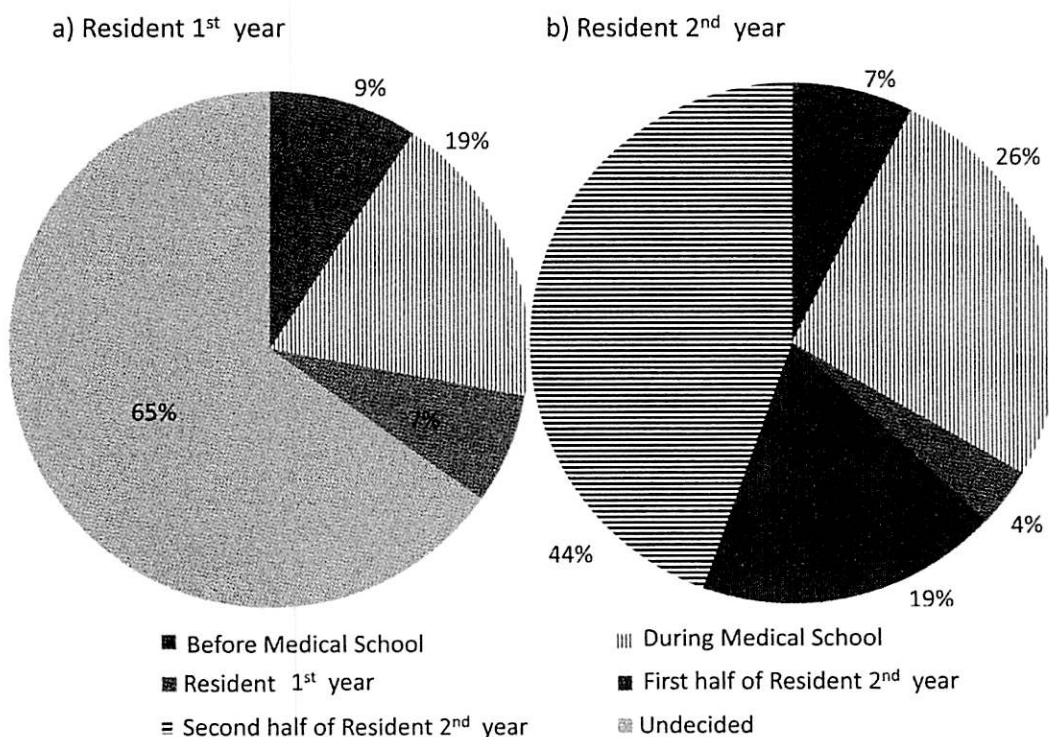 a) Resident 1st year
b) Resident 2nd year
9%
19%
65%
7%
7%
26%
4%
19%
44%
Before Medical School
During Medical School
Resident 1st year
First half of Resident 2nd year
Second half of Resident 2nd year
Undecided